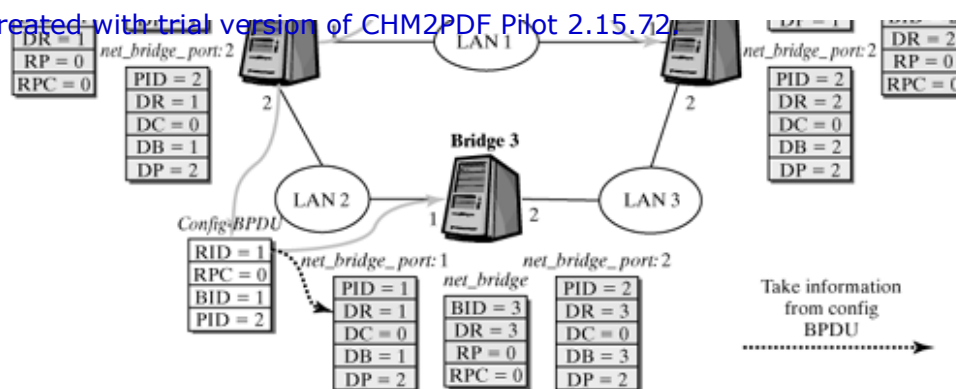 reated with trial version of CHM2PDF Pilot 2.15.72.
DR = 1
RP = 0
RPC = 0
net_bridge_port: 2
PID = 2
DR = 1
DC = 0
DB = 1
DP = 2
2
LAN 1
1
2
net_bridge_port: 2
PID = 2
DR = 2
DC = 0
DB = 2
DP = 2
DR = 2
RP = 0
RPC = 0
Bridge 3
LAN 2
1
2
LAN 3
Config-BPDU
RID = 1
RPC = 0
BID = 1
PID = 2
net_bridge_port: 1
PID = 1
DR = 1
DC = 0
DB = 1
DP = 2
net_bridge
BID = 3
DR = 3
RP = 0
RPC = 0
net_bridge_port: 2
PID = 2
DR = 3
DC = 0
DB = 3
DP = 2
Take information
from config
BPDU